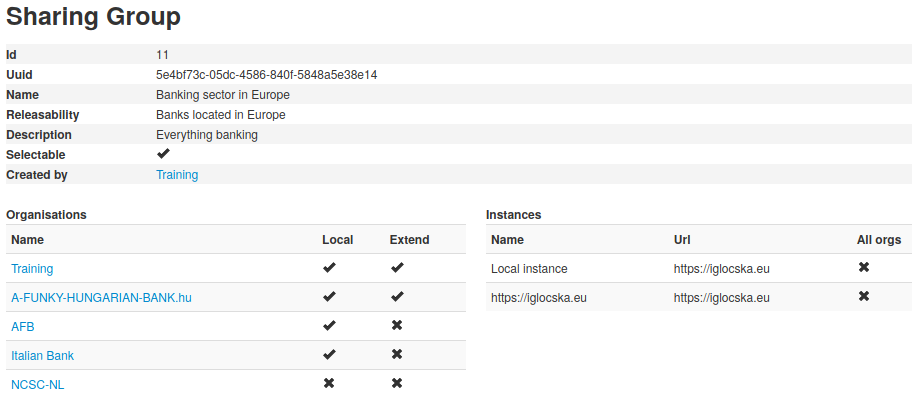 Sharing Group
Id 11
Uuid 5e4bf73c-05dc-4586-840f-5848a5e38e14
Name Banking sector in Europe
Releasability Banks located in Europe
Description Everything banking
Selectable ✔
Created by Training
Organisations
Name Local Extend
Training ✔ ✔
A-FUNKY-HUNGARIAN-BANK.hu ✔ ✔
AFB ✔ ✖
Italian Bank ✔ ✖
NCSC-NL ✖ ✖
Instances
Name Url All orgs
Local instance https://iglocska.eu ✖
https://iglocska.eu https://iglocska.eu ✖